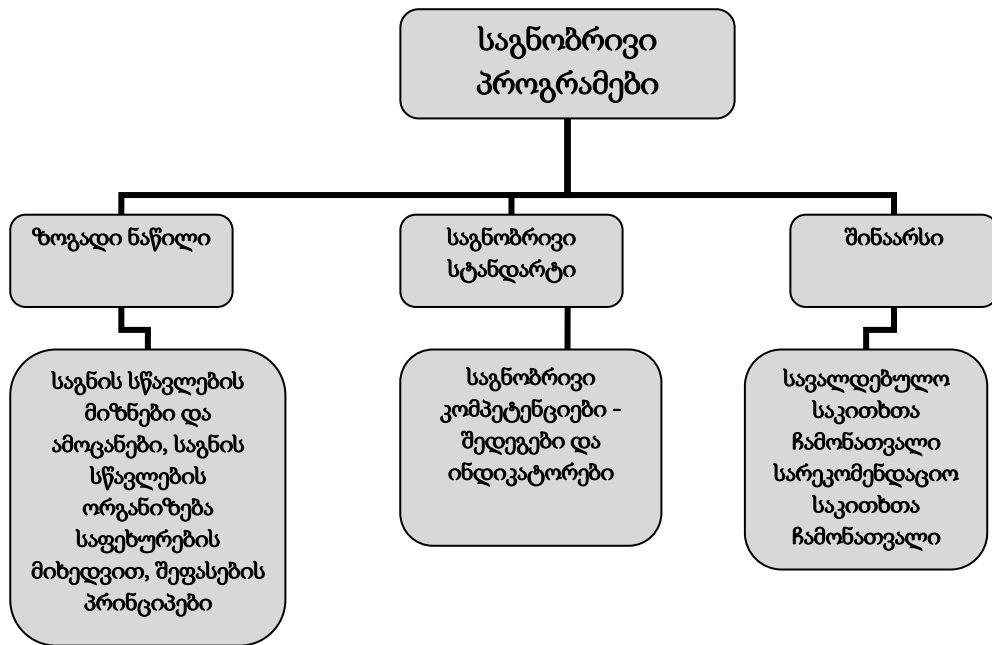 საგნობრივი
პროგრამები
ზოგადი ნაწილი
საგნობრივი
სტანდარტი
შინაარსი
საგნის სწავლების
მიზნები და
ამოცანები, საგნის
სწავლების
ორგანიზება
საფეხურების
მიხედვით, შეფასების
პრინციპები
საგნობრივი
კომპეტენციები -
შედეგები და
ინდიკატორები
სავალდებულო
საკითხთა
ჩამონათვალი
სარეკომენდაციო
საკითხთა
ჩამონათვალი